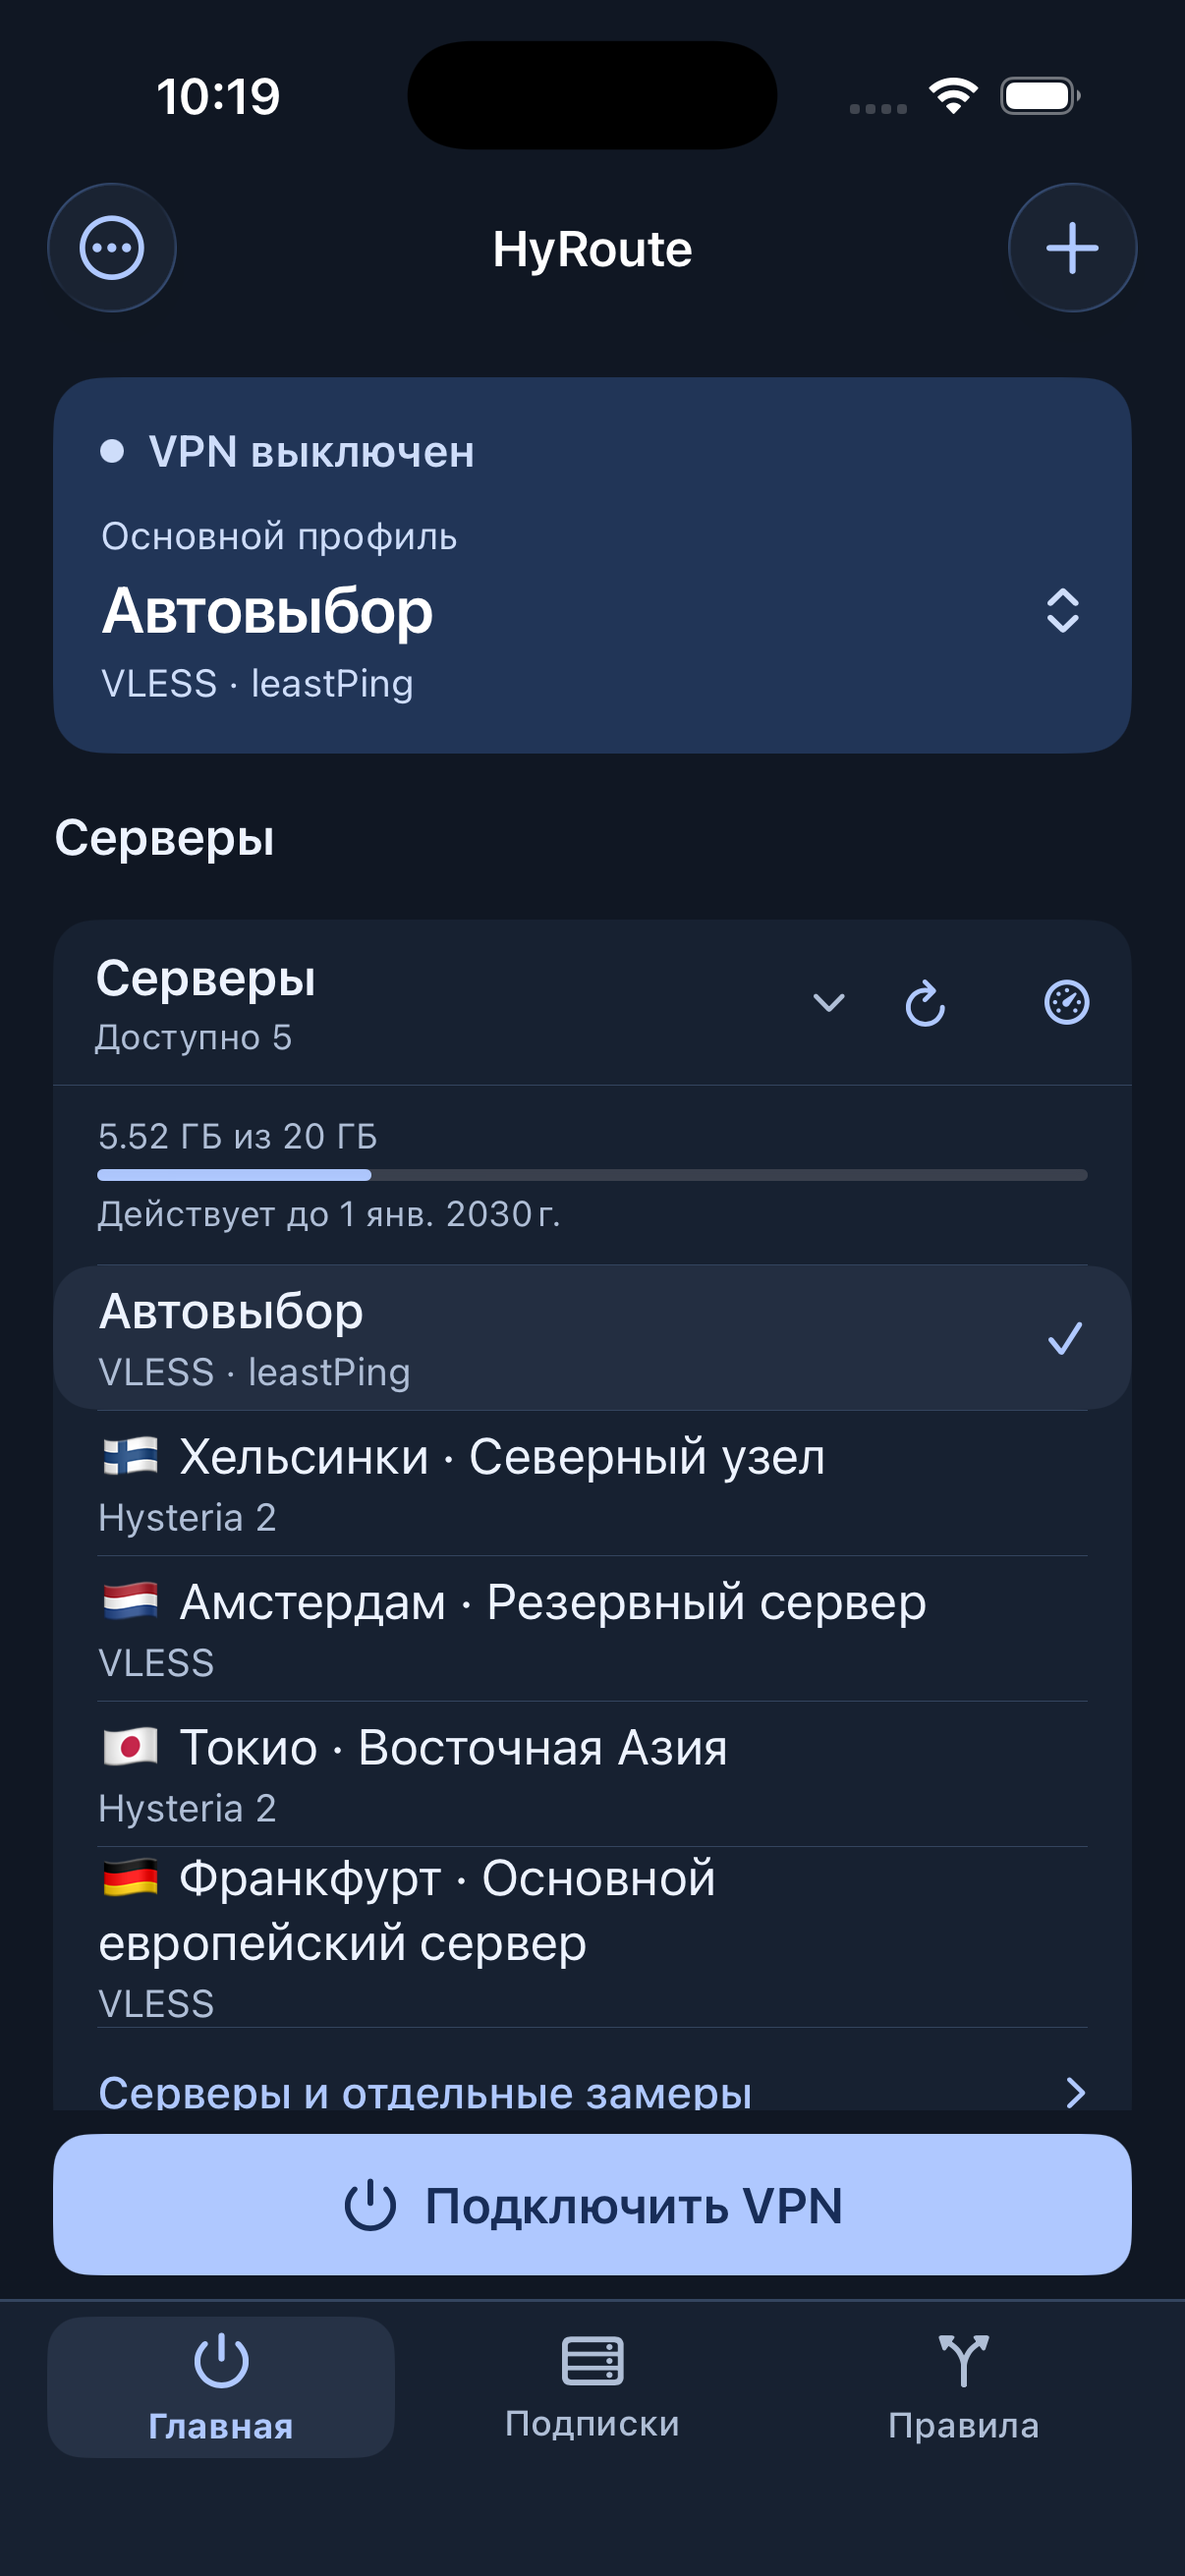 10:19
HyRoute
VPN выключен
Основной профиль
Автовыбор
VLESS · leastPing
Серверы
Серверы
Доступно 5
5.52 ГБ из 20 ГБ
Действует до 1 янв. 2030 г.
Автовыбор
VLESS · leastPing
🇫🇮 Хельсинки · Северный узел
Hysteria 2
🇳🇱 Амстердам · Резервный сервер
VLESS
🇯🇵 Токио · Восточная Азия
Hysteria 2
🇩🇪 Франкфурт · Основной
европейский сервер
VLESS
Серверы и отдельные замеры
Подключить VPN
Главная
Подписки
Правила